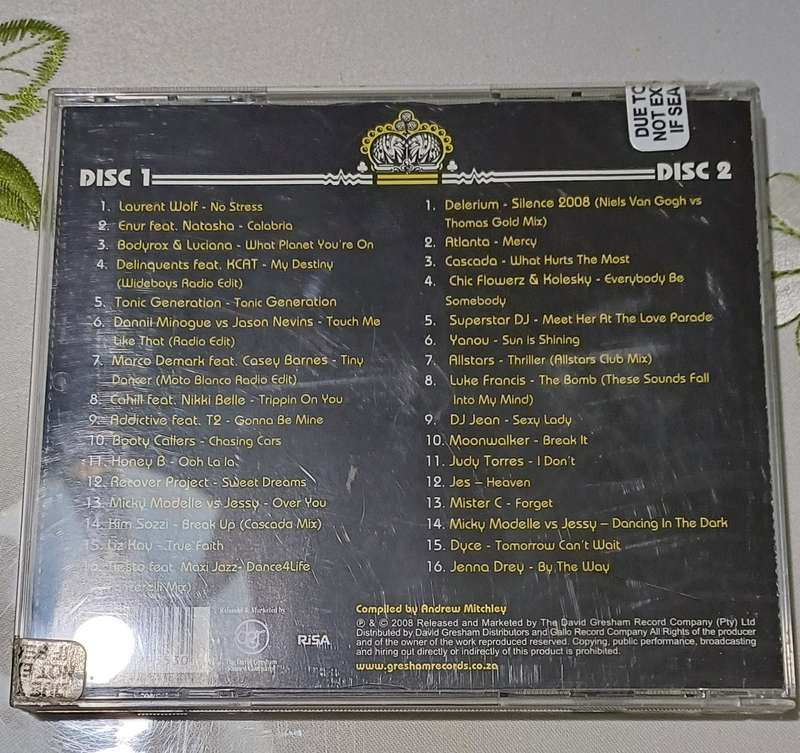 DUE TO
NOT EX
IF SEA
DISC 1
1. Laurent Wolf - No Stress
2. Enur feat. Natasha - Calabria
3. Bodyrox & Luciana - What Planet You're On
4. Delinquents feat. KCAT - My Destiny
(Wideboys Radio Edit)
5. Tonic Generation - Tonic Generation
6. Dannii Minogue vs Jason Nevins - Touch Me
Like That (Radio Edit)
7. Marco Demark feat. Casey Barnes - Tiny
Dancer (Moto Blanco Radio Edit)
8. Cahill feat. Nikki Belle - Trippin On You
9. Addictive feat. T2 - Gonna Be Mine
10. Booty Callers - Chasing Cars
11. Honey B - Ooh La la
12. Recover Project - Sweet Dreams
13. Micky Modelle vs Jessy - Over You
14. Kim Sozzi - Break Up (Cascada Mix)
15. Liz Kay - True Faith
Tiesto feat. Maxi Jazz- Dance4Life
Mix)
DISC 2
1. Delerium - Silence 2008 (Niels Van Gogh vs
Thomas Gold Mix)
2. Atlanta - Mercy
3. Cascada - What Hurts The Most
4. Chic Flowerz & Kolesky - Everybody Be
Somebody
5. Superstar DJ - Meet Her At The Love Parade
6. Yanou - Sun is Shining
7. Allstars - Thriller (Allstars Club Mix)
8. Luke Francis - The Bomb (These Sounds Fall
Into My Mind)
9. DJ Jean - Sexy Lady
10. Moonwalker - Break It
11. Judy Torres - I Don't
12. Jes – Heaven
13. Mister C - Forget
14. Micky Modelle vs Jessy – Dancing In The Dark
15. Dyce - Tomorrow Can't Wait
16. Jenna Drey - By The Way
Released & Marketed by
The David Gresham
Record Company
RiSA
Compiled by Andrew Mitchley
℗ & © 2008 Released and Marketed by The David Gresham Record Company (Pty) Ltd
Distributed by David Gresham Distributors and Gallo Record Company All Rights of the producer
and of the owner of the work reproduced reserved. Copying, public performance, broadcasting
and hiring out directly or indirectly of this product is prohibited.
www.greshamrecords.co.za